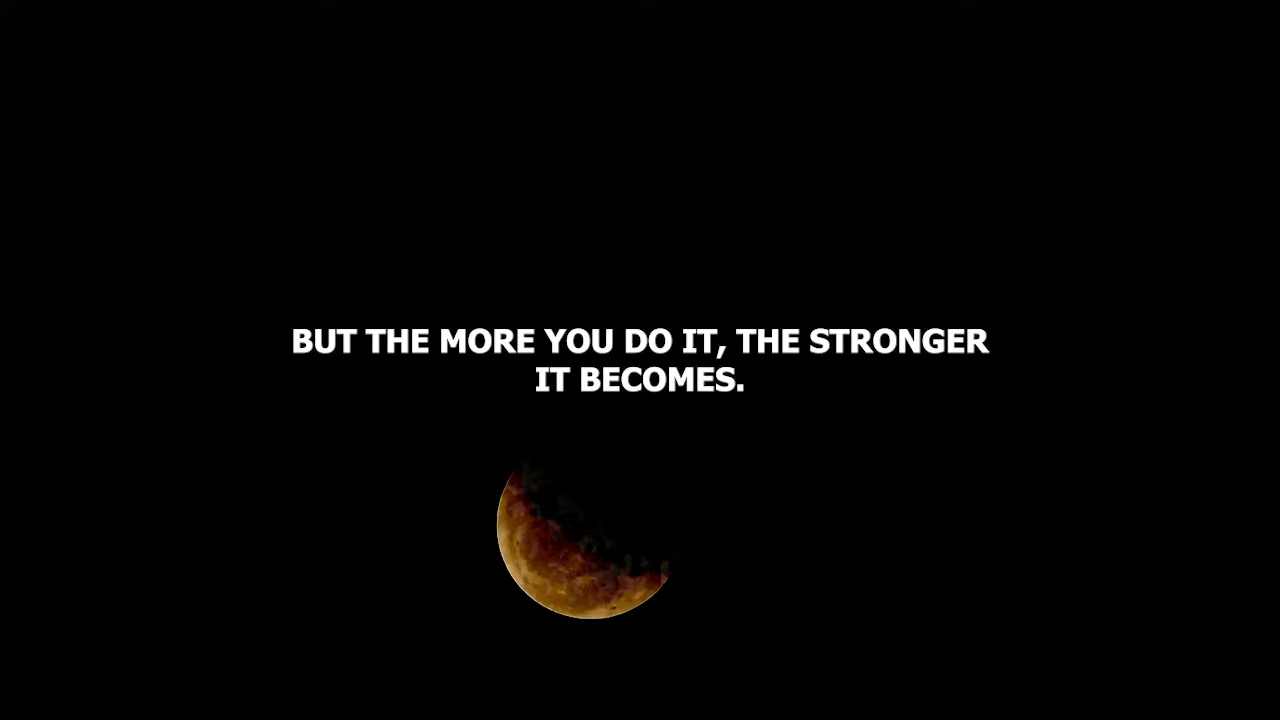 BUT THE MORE YOU DO IT, THE STRONGER
IT BECOMES.